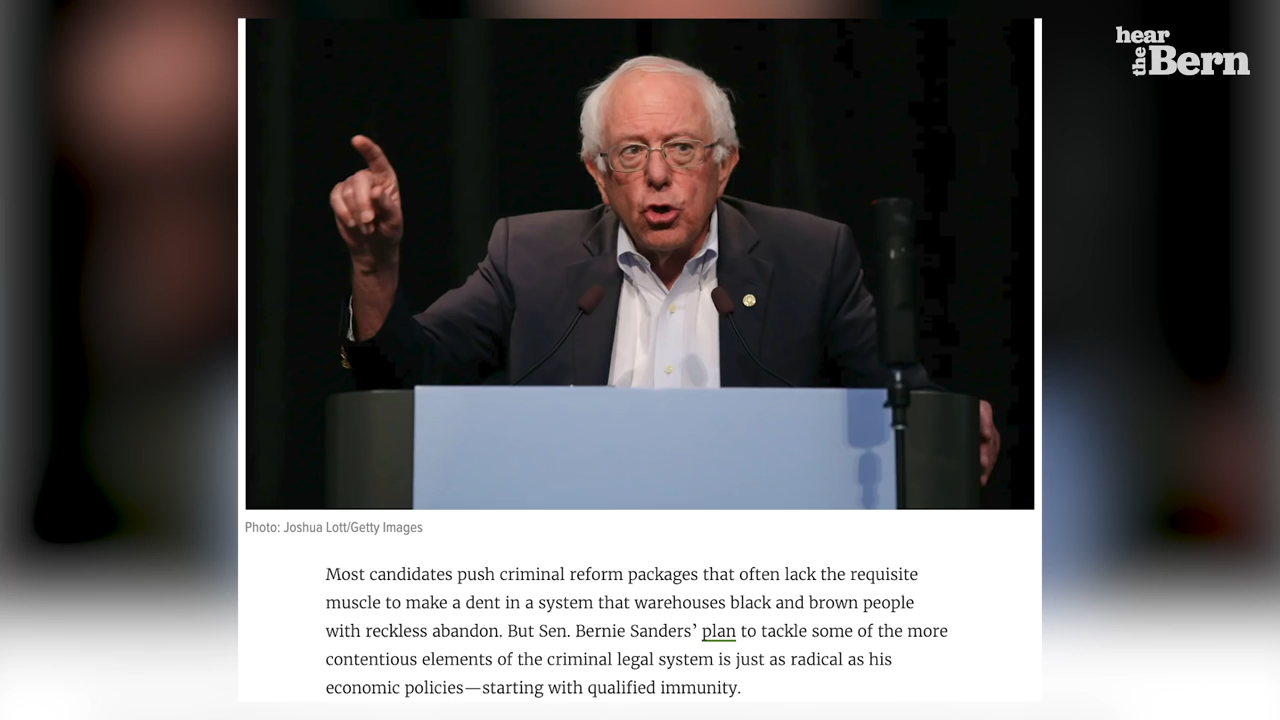 hear
the Bern
Photo: Joshua Lott/Getty Images
Most candidates push criminal reform packages that often lack the requisite
muscle to make a dent in a system that warehouses black and brown people
with reckless abandon. But Sen. Bernie Sanders’ plan to tackle some of the more
contentious elements of the criminal legal system is just as radical as his
economic policies—starting with qualified immunity.